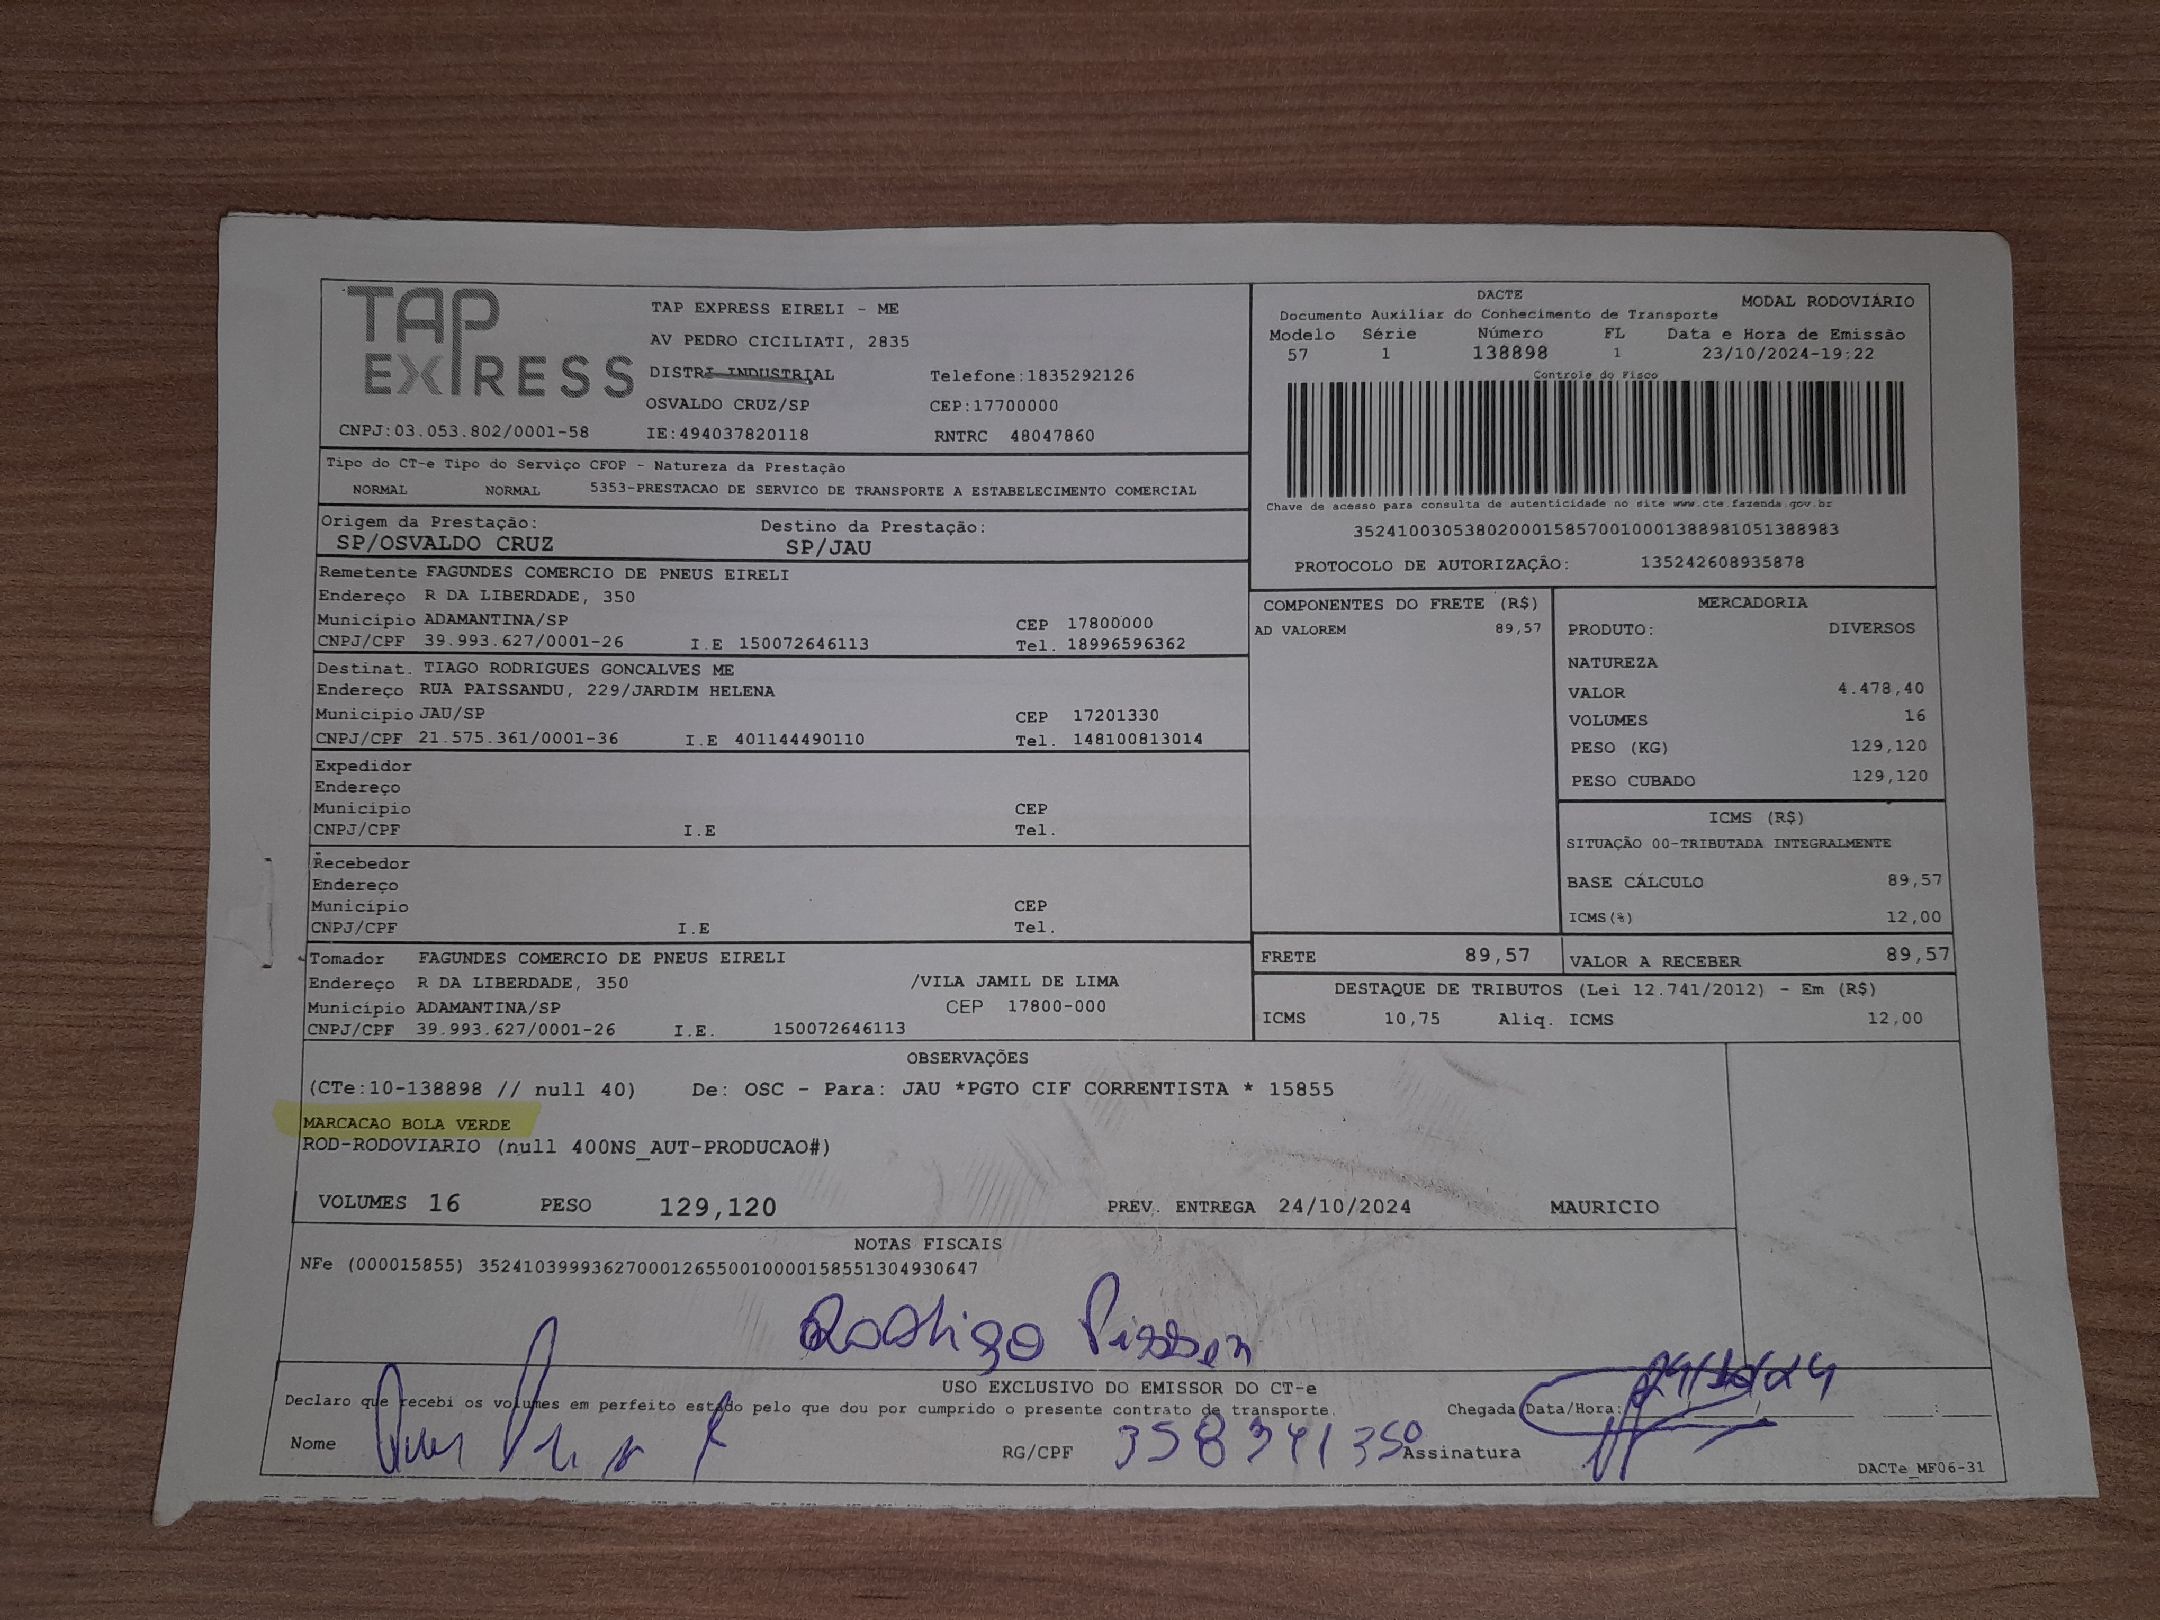 TAP EXPRESS
TAP EXPRESS EIRELI - ME
AV PEDRO CICILIATI, 2835
DISTRI INDUSTRIAL Telefone:1835292126
OSVALDO CRUZ/SP CEP:17700000
CNPJ:03.053.802/0001-58 IE:494037820118 RNTRC 48047860
DACTE
MODAL RODOVIÁRIO
Documento Auxiliar do Conhecimento de Transporte
Modelo Série Número FL Data e Hora de Emissão
57 1 138898 1 23/10/2024-19:22
Controle do Fisco
Chave de acesso para consulta de autenticidade no site www.cte.fazenda.gov.br
35241003053802000158570010001388981051388983
PROTOCOLO DE AUTORIZAÇÃO: 135242608935878
Tipo do CT-e Tipo do Serviço CFOP - Natureza da Prestação
NORMAL NORMAL 5353-PRESTACAO DE SERVICO DE TRANSPORTE A ESTABELECIMENTO COMERCIAL
Origem da Prestação: Destino da Prestação:
SP/OSVALDO CRUZ SP/JAU
Remetente FAGUNDES COMERCIO DE PNEUS EIRELI
Endereço R DA LIBERDADE, 350
Município ADAMANTINA/SP CEP 17800000
CNPJ/CPF 39.993.627/0001-26 I.E 150072646113 Tel. 18996596362
Destinat. TIAGO RODRIGUES GONCALVES ME
Endereço RUA PAISSANDU, 229/JARDIM HELENA
Município JAU/SP CEP 17201330
CNPJ/CPF 21.575.361/0001-36 I.E 401144490110 Tel. 148100813014
Expedidor
Endereço
Município CEP
CNPJ/CPF I.E Tel.
Recebedor
Endereço
Município CEP
CNPJ/CPF I.E Tel.
Tomador FAGUNDES COMERCIO DE PNEUS EIRELI
Endereço R DA LIBERDADE, 350 /VILA JAMIL DE LIMA
Município ADAMANTINA/SP CEP 17800-000
CNPJ/CPF 39.993.627/0001-26 I.E. 150072646113
COMPONENTES DO FRETE (R$)
AD VALOREM 89,57
MERCADORIA
PRODUTO: DIVERSOS
NATUREZA
VALOR 4.478,40
VOLUMES 16
PESO (KG) 129,120
PESO CUBADO 129,120
ICMS (R$)
SITUAÇÃO 00-TRIBUTADA INTEGRALMENTE
BASE CÁLCULO 89,57
ICMS(%) 12,00
FRETE 89,57 VALOR A RECEBER 89,57
DESTAQUE DE TRIBUTOS (Lei 12.741/2012) - Em (R$)
ICMS 10,75 Aliq. ICMS 12,00
OBSERVAÇÕES
(CTe:10-138898 // null 40) De: OSC - Para: JAU *PGTO CIF CORRENTISTA * 15855
MARCACAO BOLA VERDE
ROD-RODOVIARIO (null 400NS_AUT-PRODUCAO#)
VOLUMES 16 PESO 129,120 PREV. ENTREGA 24/10/2024 MAURICIO
NOTAS FISCAIS
NFe (000015855) 35241039993627000126550010000158551304930647
Rodrigo
USO EXCLUSIVO DO EMISSOR DO CT-e
Declaro que recebi os volumes em perfeito estado pelo que dou por cumprido o presente contrato de transporte. Chegada Data/Hora:
Nome RG/CPF 358341350 Assinatura
DACTe_MF06-31